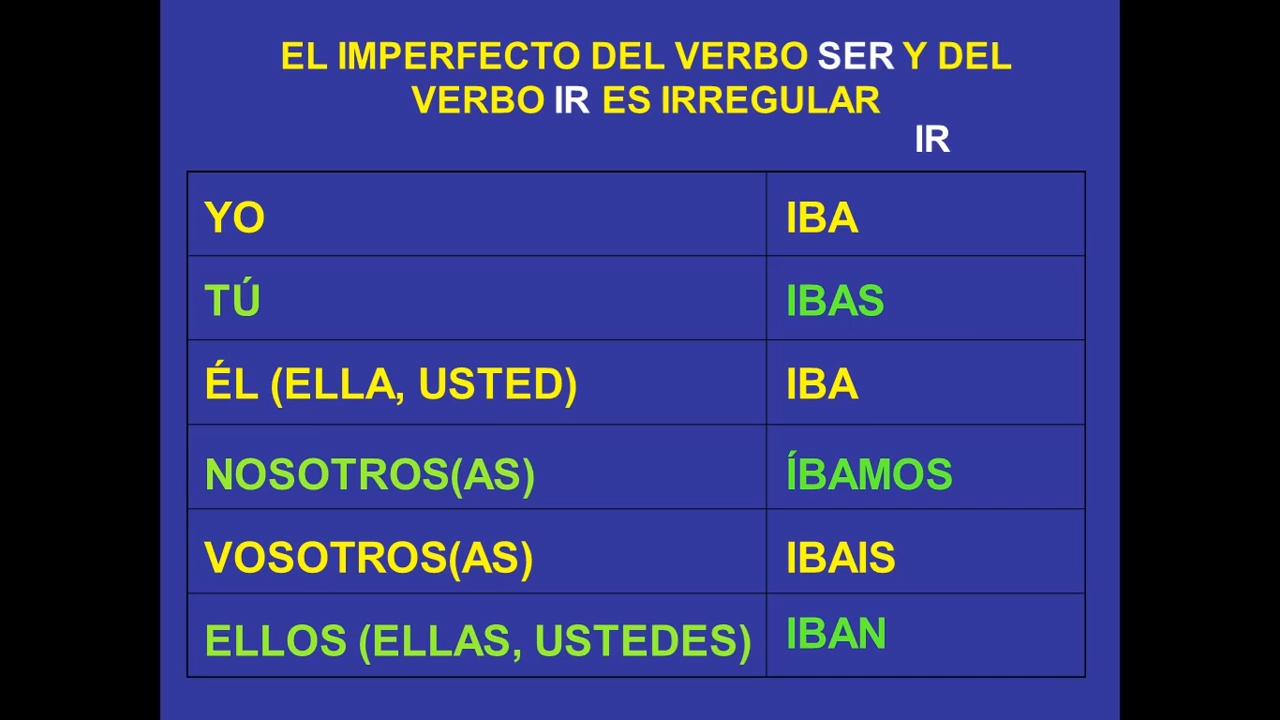 EL IMPERFECTO DEL VERBO SER Y DEL
VERBO IR ES IRREGULAR
IR
YO IBA
TÚ IBAS
ÉL (ELLA, USTED) IBA
NOSOTROS(AS) ÍBAMOS
VOSOTROS(AS) IBAIS
ELLOS (ELLAS, USTEDES) IBAN